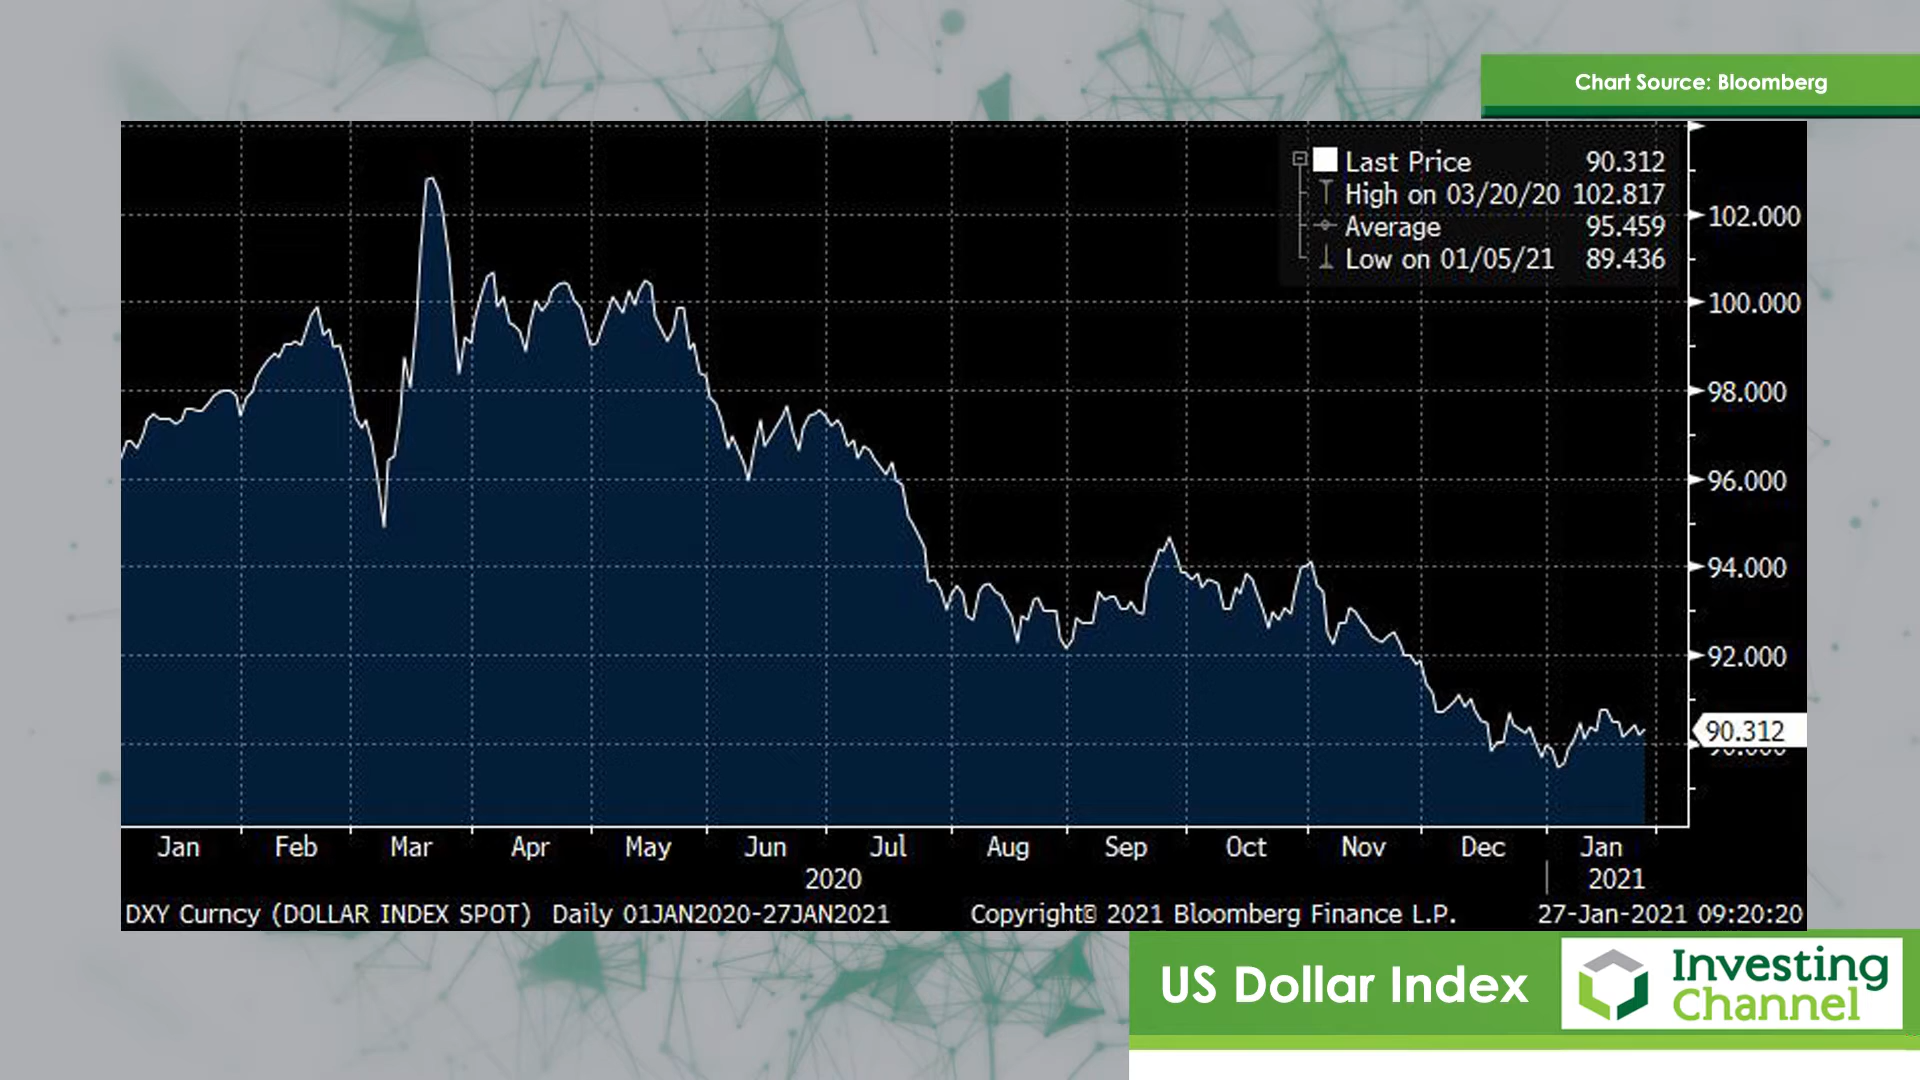 Chart Source: Bloomberg
Last Price 90.312
High on 03/20/20 102.817
Average 95.459
Low on 01/05/21 89.436
102.000
100.000
98.000
96.000
94.000
92.000
90.312
Jan Feb Mar Apr May Jun Jul Aug Sep Oct Nov Dec Jan
2020 2021
DXY Curncy (DOLLAR INDEX SPOT) Daily 01JAN2020-27JAN2021 Copyright© 2021 Bloomberg Finance L.P. 27-Jan-2021 09:20:20
US Dollar Index
Investing
Channel